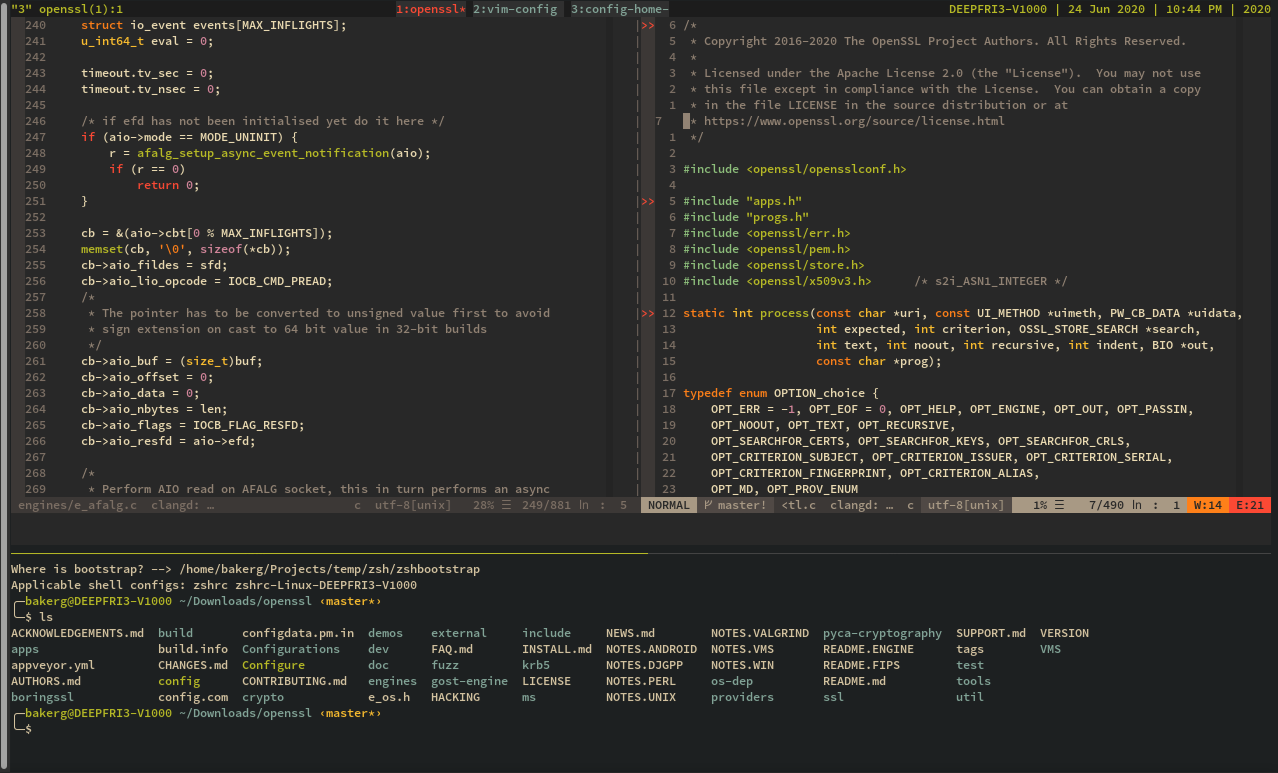 "3" openssl(1):1 1:openssl* 2:vim-config 3:config-home- DEEPFRI3-V1000 | 24 Jun 2020 | 10:44 PM | 2020
240 struct io_event events[MAX_INFLIGHTS];
241 u_int64_t eval = 0;
242
243 timeout.tv_sec = 0;
244 timeout.tv_nsec = 0;
245
246 /* if efd has not been initialised yet do it here */
247 if (aio->mode == MODE_UNINIT) {
248 r = afalg_setup_async_event_notification(aio);
249 if (r == 0)
250 return 0;
251 }
252
253 cb = &(aio->cbt[0 % MAX_INFLIGHTS]);
254 memset(cb, '\0', sizeof(*cb));
255 cb->aio_fildes = sfd;
256 cb->aio_lio_opcode = IOCB_CMD_PREAD;
257 /*
258 * The pointer has to be converted to unsigned value first to avoid
259 * sign extension on cast to 64 bit value in 32-bit builds
260 */
261 cb->aio_buf = (size_t)buf;
262 cb->aio_offset = 0;
263 cb->aio_data = 0;
264 cb->aio_nbytes = len;
265 cb->aio_flags = IOCB_FLAG_RESFD;
266 cb->aio_resfd = aio->efd;
267
268 /*
269 * Perform AIO read on AFALG socket, this in turn performs an async
engines/e_afalg.c clangd: … c utf-8[unix] 28% ☰ 249/881 ln : 5
>> 6 /*
5 * Copyright 2016-2020 The OpenSSL Project Authors. All Rights Reserved.
4 *
3 * Licensed under the Apache License 2.0 (the "License"). You may not use
2 * this file except in compliance with the License. You can obtain a copy
1 * in the file LICENSE in the source distribution or at
7 * https://www.openssl.org/source/license.html
1 */
2
3 #include <openssl/opensslconf.h>
4
>> 5 #include "apps.h"
6 #include "progs.h"
7 #include <openssl/err.h>
8 #include <openssl/pem.h>
9 #include <openssl/store.h>
10 #include <openssl/x509v3.h> /* s2i_ASN1_INTEGER */
11
>> 12 static int process(const char *uri, const UI_METHOD *uimeth, PW_CB_DATA *uidata,
13 int expected, int criterion, OSSL_STORE_SEARCH *search,
14 int text, int noout, int recursive, int indent, BIO *out,
15 const char *prog);
16
17 typedef enum OPTION_choice {
18 OPT_ERR = -1, OPT_EOF = 0, OPT_HELP, OPT_ENGINE, OPT_OUT, OPT_PASSIN,
19 OPT_NOOUT, OPT_TEXT, OPT_RECURSIVE,
20 OPT_SEARCHFOR_CERTS, OPT_SEARCHFOR_KEYS, OPT_SEARCHFOR_CRLS,
21 OPT_CRITERION_SUBJECT, OPT_CRITERION_ISSUER, OPT_CRITERION_SERIAL,
22 OPT_CRITERION_FINGERPRINT, OPT_CRITERION_ALIAS,
23 OPT_MD, OPT_PROV_ENUM
NORMAL master! <tl.c clangd: … c utf-8[unix] 1% ☰ 7/490 ln : 1 W:14 E:21
Where is bootstrap? --> /home/bakerg/Projects/temp/zsh/zshbootstrap
Applicable shell configs: zshrc zshrc-Linux-DEEPFRI3-V1000
╭─bakerg@DEEPFRI3-V1000 ~/Downloads/openssl ‹master*›
╰─$ ls
ACKNOWLEDGEMENTS.md build configdata.pm.in demos external include NEWS.md NOTES.VALGRIND pyca-cryptography SUPPORT.md VERSION
apps build.info Configurations dev FAQ.md INSTALL.md NOTES.ANDROID NOTES.VMS README.ENGINE tags VMS
appveyor.yml CHANGES.md Configure doc fuzz krb5 NOTES.DJGPP NOTES.WIN README.FIPS test
AUTHORS.md config CONTRIBUTING.md engines gost-engine LICENSE NOTES.PERL os-dep README.md tools
boringssl config.com crypto e_os.h HACKING ms NOTES.UNIX providers ssl util
╭─bakerg@DEEPFRI3-V1000 ~/Downloads/openssl ‹master*›
╰─$